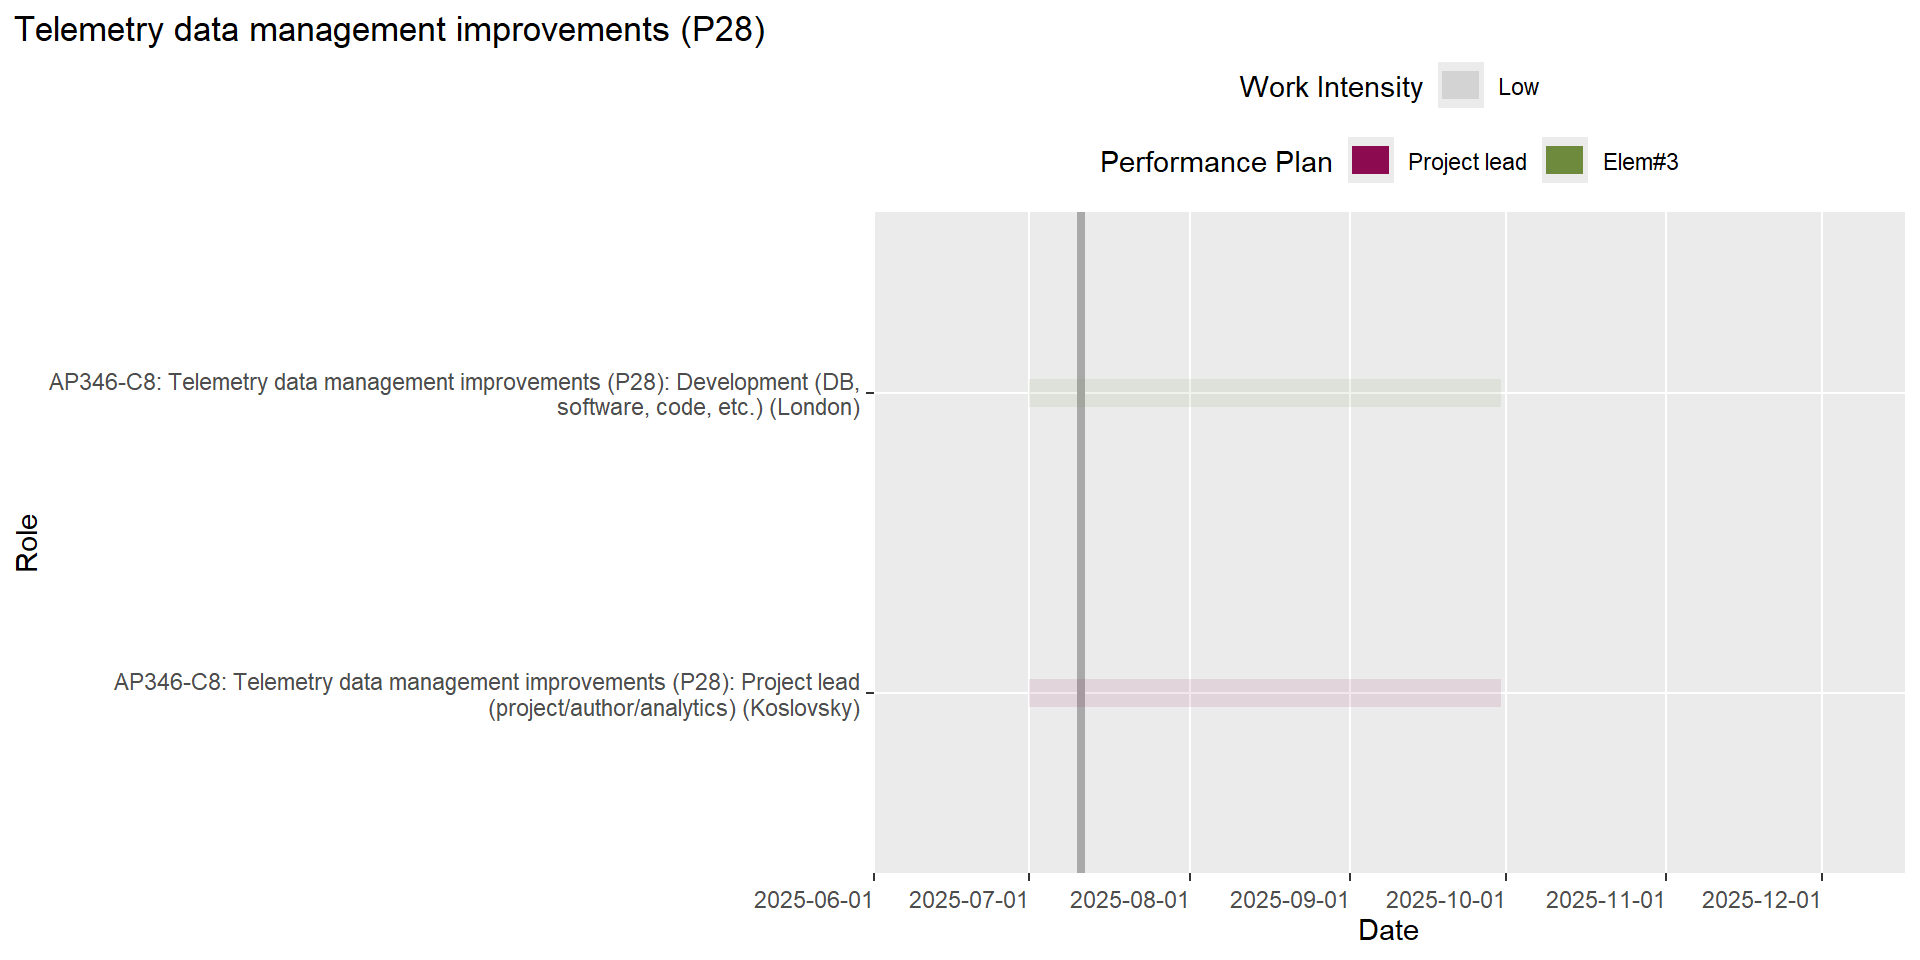 Telemetry data management improvements (P28)
Work Intensity Low
Performance Plan Project lead Elem#3
AP346-C8: Telemetry data management improvements (P28): Development (DB,
software, code, etc.) (London)
Role
AP346-C8: Telemetry data management improvements (P28): Project lead
(project/author/analytics) (Koslovsky)
2025-06-01 2025-07-01 2025-08-01 2025-09-01 2025-10-01 2025-11-01 2025-12-01
Date